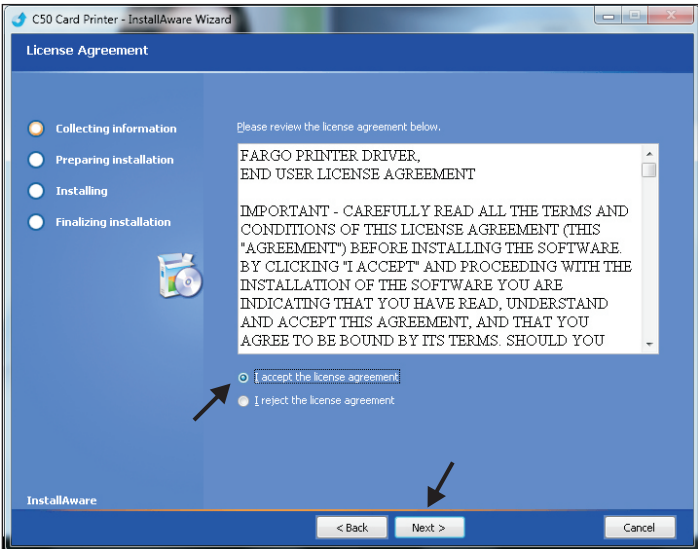 C50 Card Printer - InstallAware Wizard
License Agreement
Collecting information
Preparing installation
Installing
Finalizing installation
Please review the license agreement below.
FARGO PRINTER DRIVER,
END USER LICENSE AGREEMENT
IMPORTANT - CAREFULLY READ ALL THE TERMS AND
CONDITIONS OF THIS LICENSE AGREEMENT (THIS
"AGREEMENT") BEFORE INSTALLING THE SOFTWARE.
BY CLICKING "I ACCEPT" AND PROCEEDING WITH THE
INSTALLATION OF THE SOFTWARE YOU ARE
INDICATING THAT YOU HAVE READ, UNDERSTAND
AND ACCEPT THIS AGREEMENT, AND THAT YOU
AGREE TO BE BOUND BY ITS TERMS. SHOULD YOU
I accept the license agreement
I reject the license agreement
InstallAware
< Back Next > Cancel